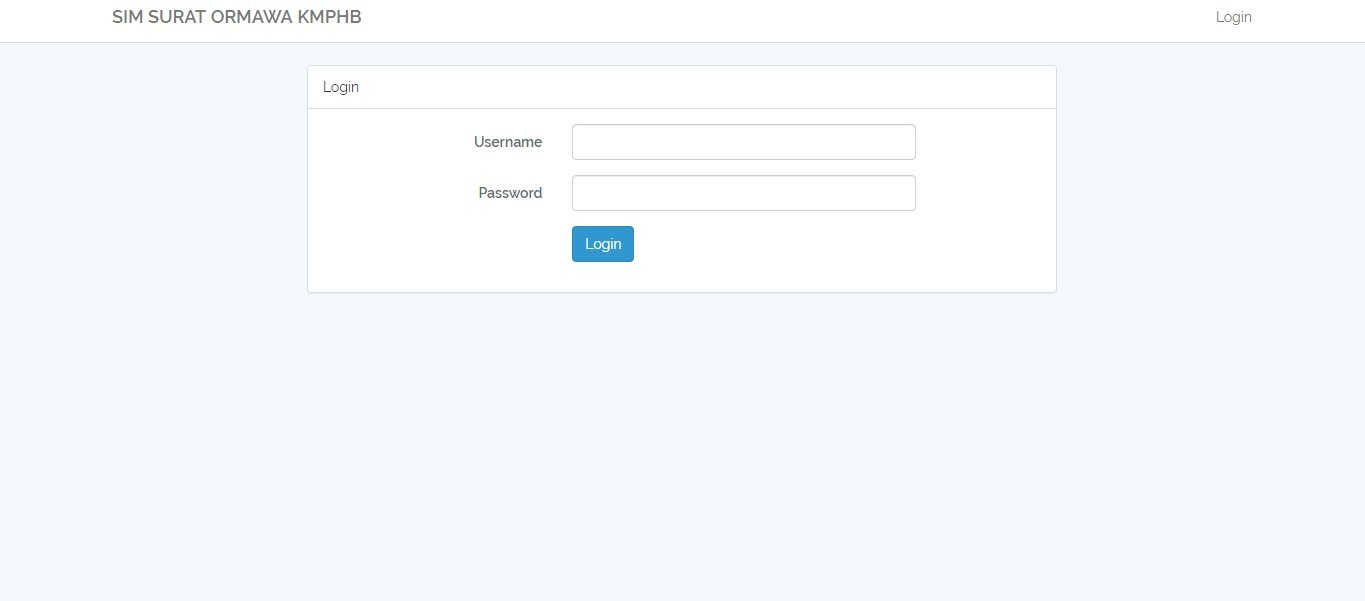 SIM SURAT ORMAWA KMPHB
Login
Login
Username
Password
Login